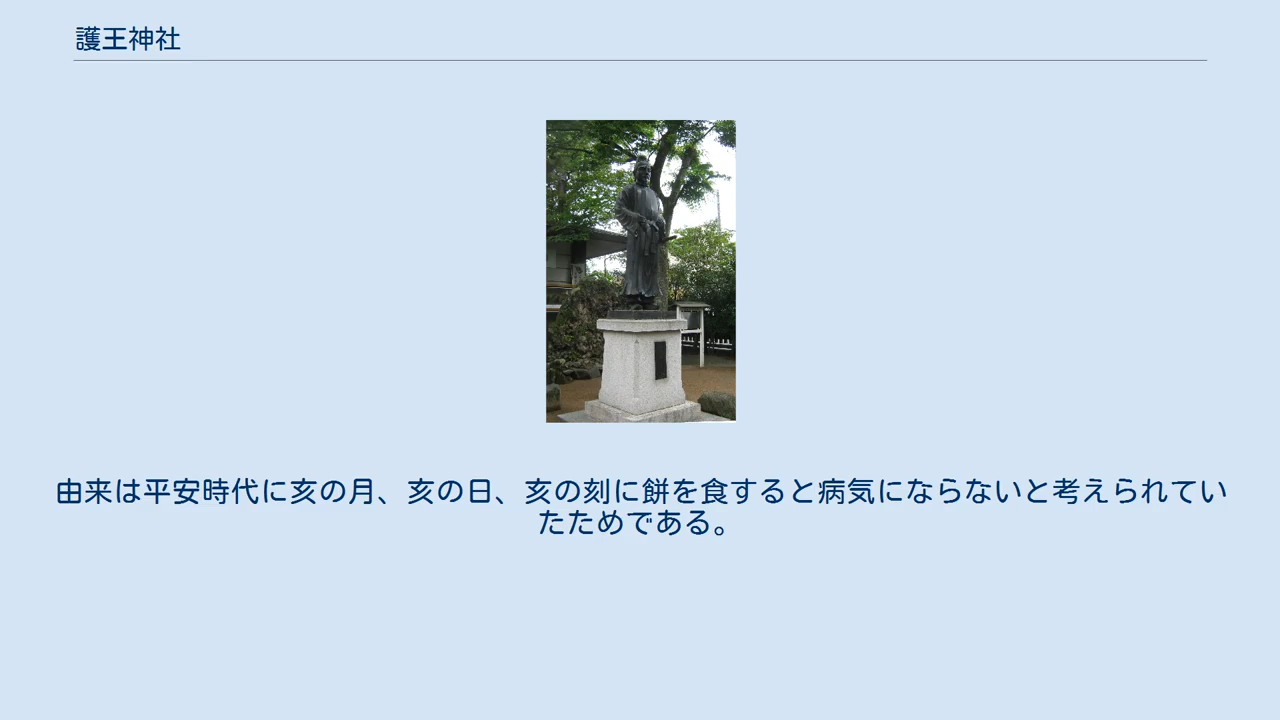 護王神社
由来は平安時代に亥の月、亥の日、亥の刻に餅を食すると病気にならないと考えられてい
たためである。